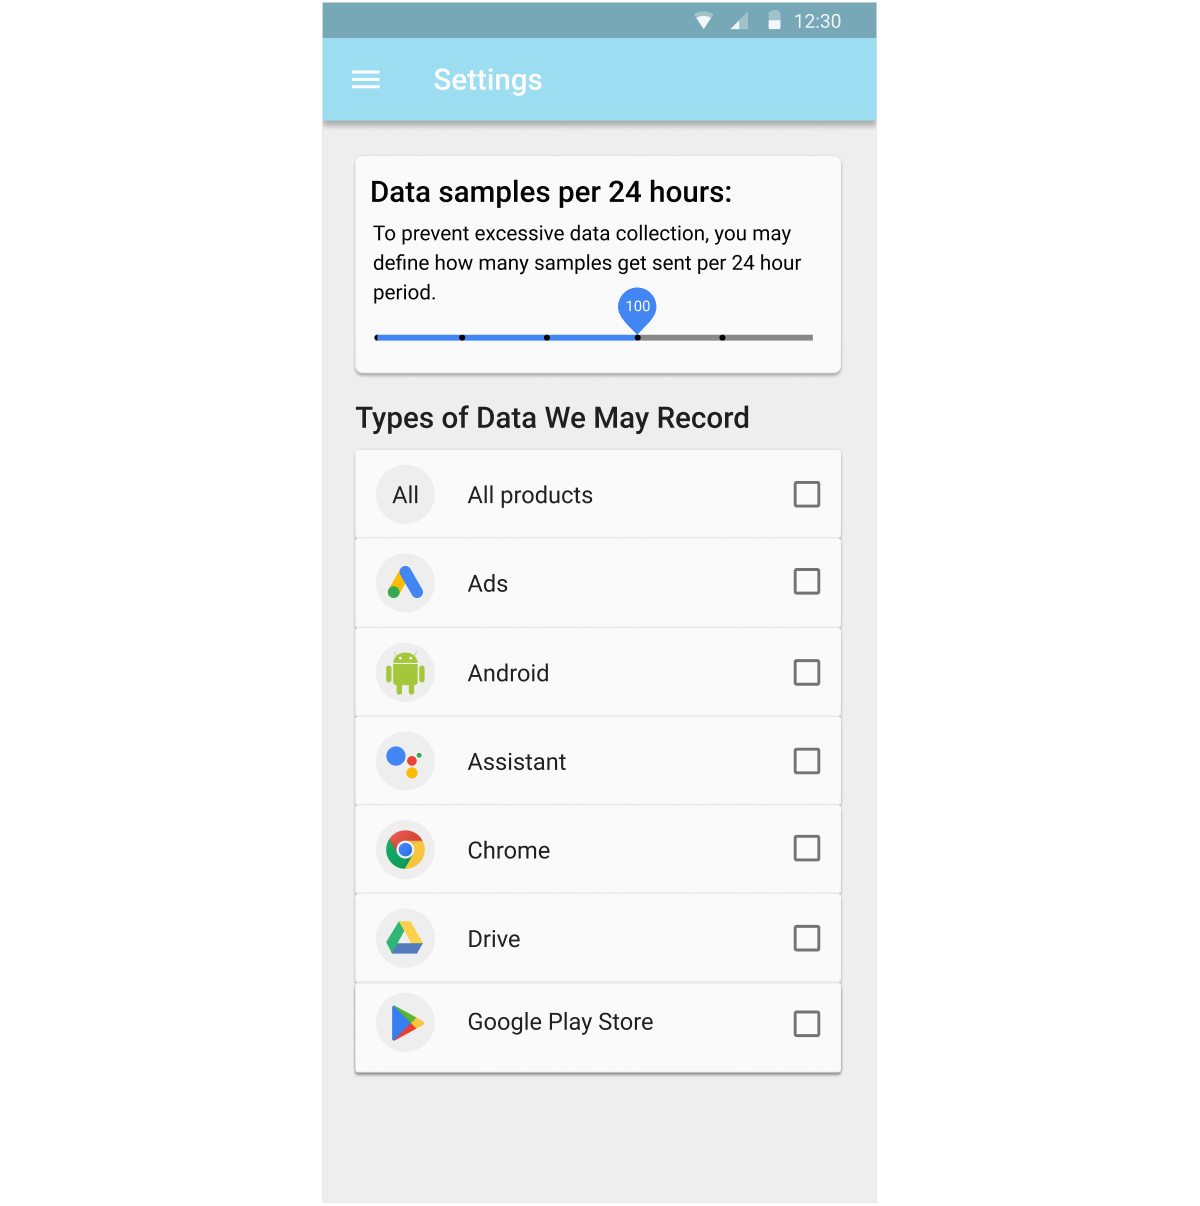 12:30
Settings
Data samples per 24 hours:
To prevent excessive data collection, you may
define how many samples get sent per 24 hour
period.
100
Types of Data We May Record
All All products
Ads
Android
Assistant
Chrome
Drive
Google Play Store